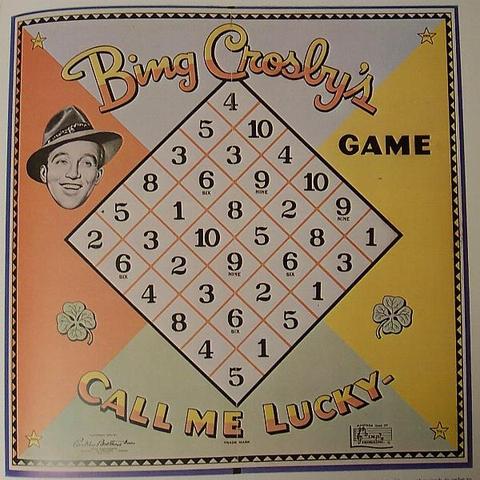 Bing Crosby's
GAME
4
5 10
3 3 4
8 6 SIX 9 NINE 10
5 1 8 2 9 NINE
2 3 10 5 8 1
6 SIX 2 9 NINE 6 SIX 3
4 3 2 1
8 6 SIX 5
4 1
5
CALL ME LUCKY-
TRADE MARK